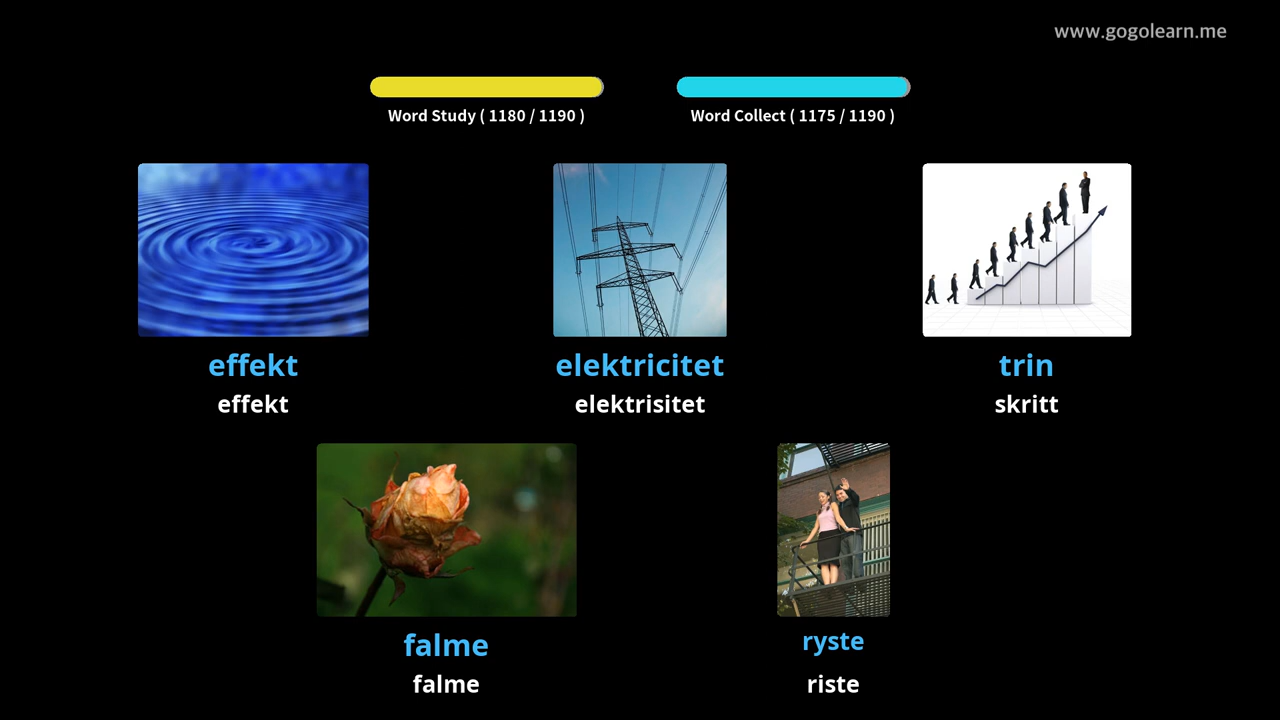 www.gogolearn.me
Word Study ( 1180 / 1190 )
Word Collect ( 1175 / 1190 )
effekt
effekt
elektricitet
elektrisitet
trin
skritt
falme
falme
ryste
riste